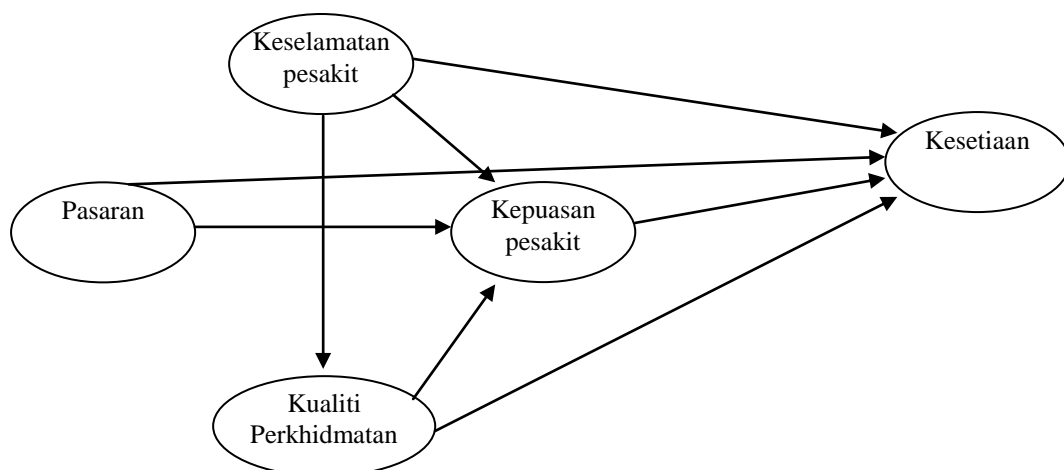 Keselamatan
pesakit
Kesetiaan
Pasaran
Kepuasan
pesakit
Kualiti
Perkhidmatan